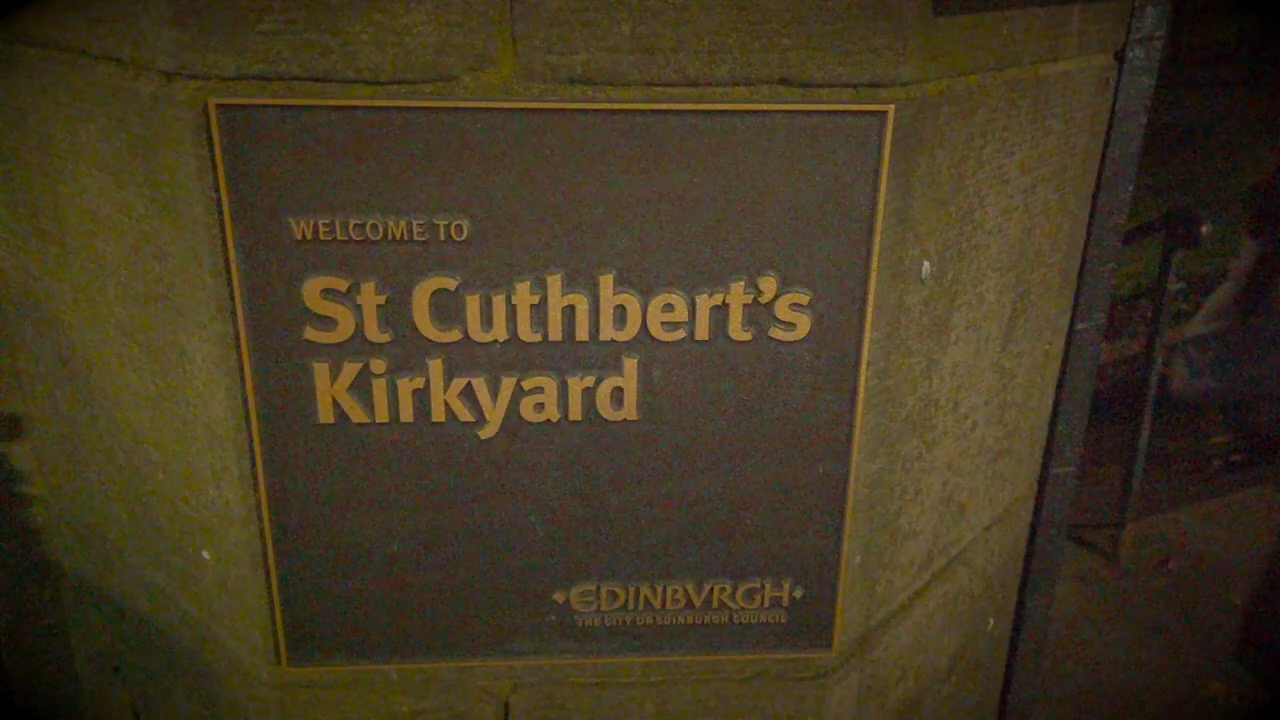 WELCOME TO
St Cuthbert's
Kirkyard
EDINBVRGH
THE CITY OF EDINBURGH COUNCIL